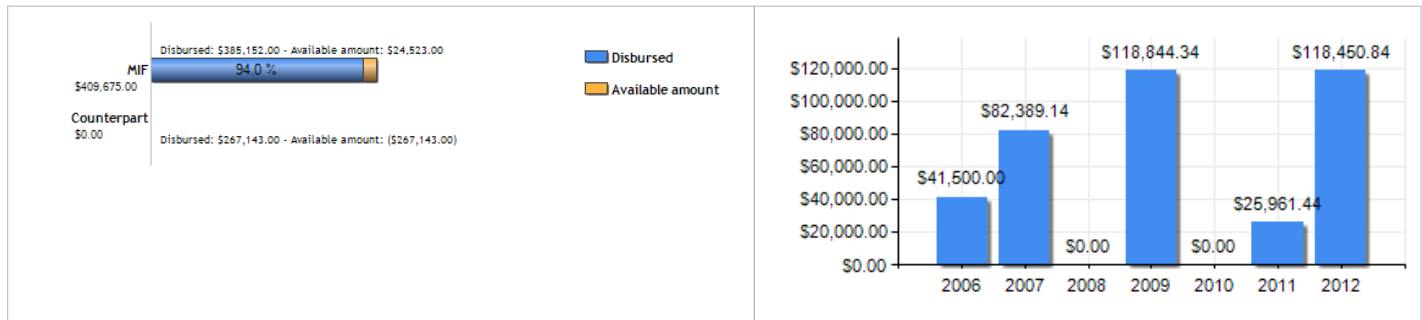 Disbursed: $385,152.00 - Available amount: $24,523.00
MIF
94.0 %
$409,675.00
Counterpart
$0.00
Disbursed: $267,143.00 - Available amount: ($267,143.00)
Disbursed
Available amount
$120,000.00
$100,000.00
$80,000.00
$60,000.00
$40,000.00
$20,000.00
$0.00
$41,500.00
$82,389.14
$0.00
$118,844.34
$0.00
$25,961.44
$118,450.84
2006 2007 2008 2009 2010 2011 2012